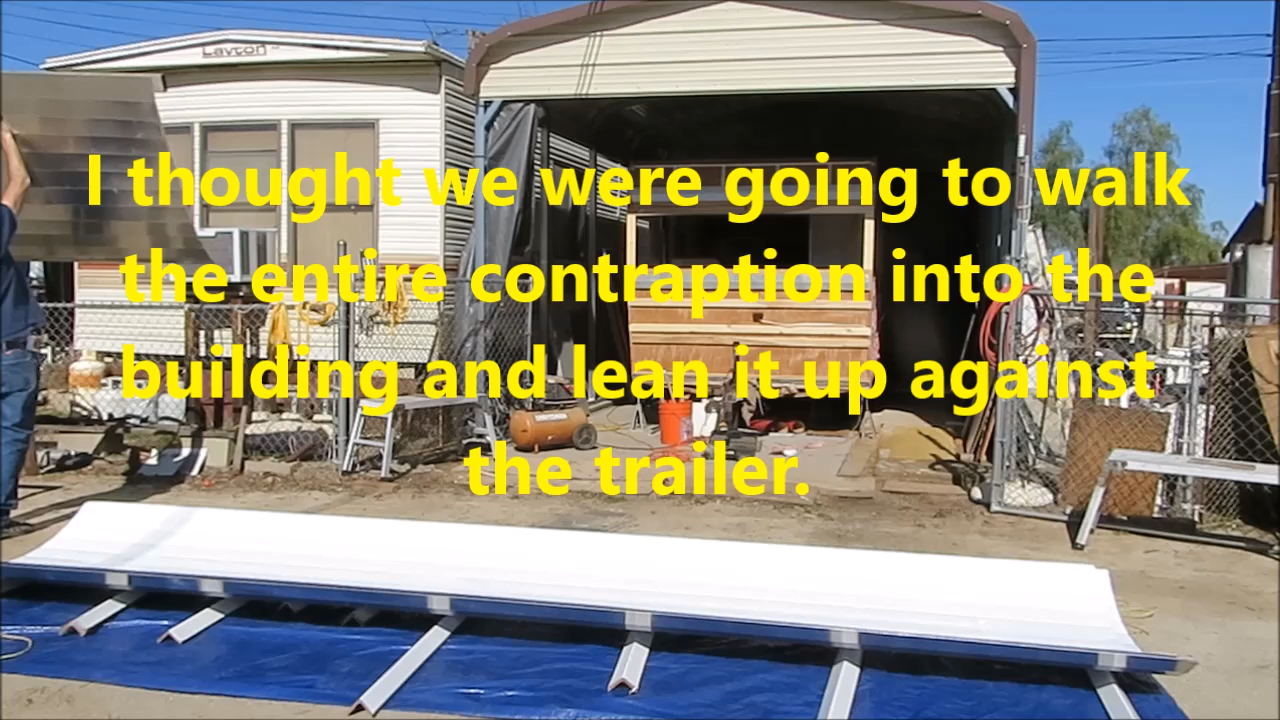 Layton
I thought we were going to walk
the entire contraption into the
building and lean it up against
the trailer.